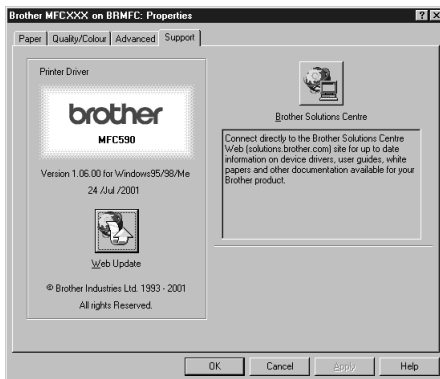 Brother MFCXXX on BRMFC: Properties
Paper
Quality/Colour
Advanced
Support
Printer Driver
brother
MFC590
Version 1.06.00 for Windows95/98/Me
24 /Jul /2001
Web Update
© Brother Industries Ltd. 1993 - 2001
All rights Reserved.
Brother Solutions Centre
Connect directly to the Brother Solutions Centre
Web (solutions.brother.com) site for up to date
information on device drivers, user guides, white
papers and other documentation available for your
Brother product.
OK
Cancel
Apply
Help